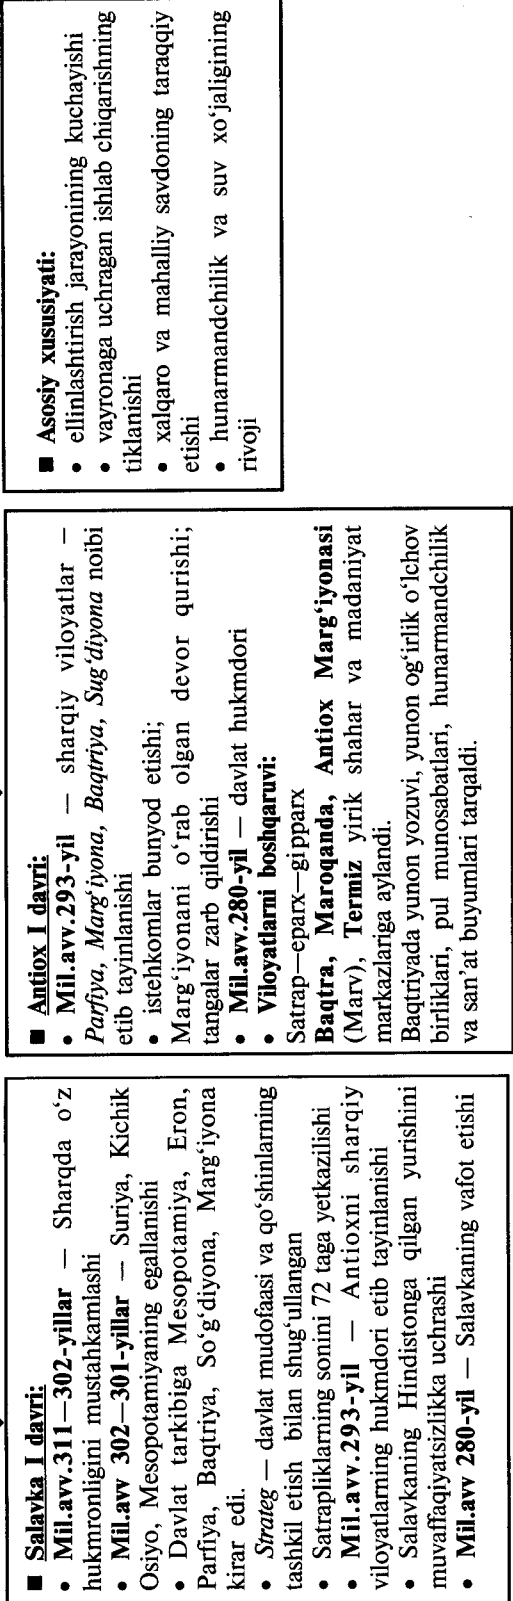 ■ Salavka I davri:
• Mil.avv.311—302-yillar — Sharqda o‘z
hukmronligini mustahkamlashi
• Mil.avv 302—301-yillar — Suriya, Kichik
Osiyo, Mesopotamiyaning egallanishi
• Davlat tarkibiga Mesopotamiya, Eron,
Parfiya, Baqtriya, So‘g‘diyona, Marg‘iyona
kirar edi.
• Strateg — davlat mudofaasi va qo‘shinlarning
tashkil etish bilan shug‘ullangan
• Satrapliklarning sonini 72 taga yetkazilishi
• Mil.avv.293-yil — Antioxni sharqiy
viloyatlarning hukmdori etib tayinlanishi
• Salavkaning Hindistonga qilgan yurishini
muvaffaqiyatsizlikka uchrashi
• Mil.avv 280-yil — Salavkaning vafot etishi
■ Antiox I davri:
• Mil.avv.293-yil — sharqiy viloyatlar —
Parfiya, Marg‘iyona, Baqtriya, Sug‘diyona noibi
etib tayinlanishi
• istehkomlar bunyod etishi;
Marg‘iyonani o‘rab olgan devor qurishi;
tangalar zarb qildirishi
• Mil.avv.280-yil — davlat hukmdori
• Viloyatlarni boshqaruvi:
Satrap—eparx—gipparx
Baqtra, Maroqanda, Antiox Marg‘iyonasi
(Marv), Termiz yirik shahar va madaniyat
markazlariga aylandi.
Baqtriyada yunon yozuvi, yunon og‘irlik o‘lchov
birliklari, pul munosabatlari, hunarmandchilik
va san’at buyumlari tarqaldi.
■ Asosiy xususiyati:
• ellinlashtirish jarayonining kuchayishi
• vayronaga uchragan ishlab chiqarishning
tiklanishi
• xalqaro va mahalliy savdoning taraqqiy
etishi
• hunarmandchilik va suv xo‘jaligining
rivoji